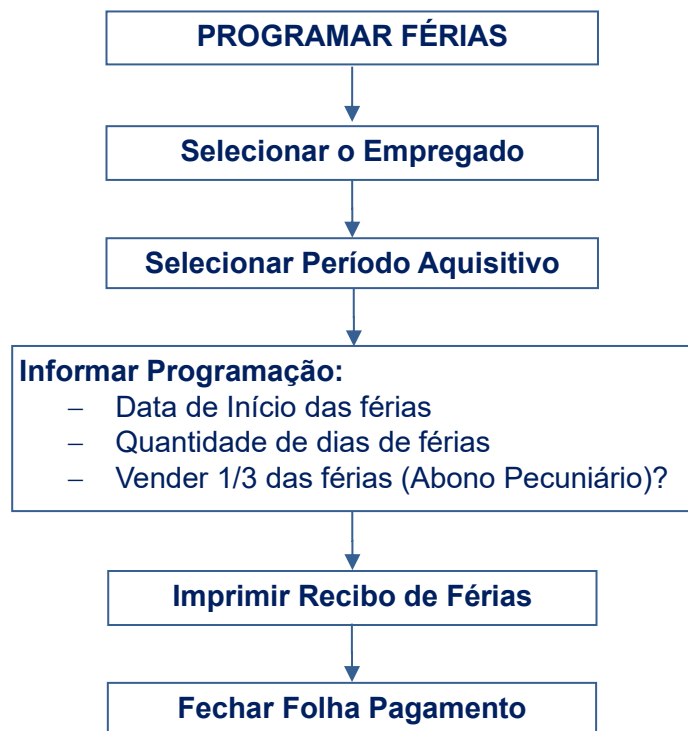 PROGRAMAR FÉRIAS
Selecionar o Empregado
Selecionar Período Aquisitivo
Informar Programação:
– Data de Início das férias
– Quantidade de dias de férias
– Vender 1/3 das férias (Abono Pecuniário)?
Imprimir Recibo de Férias
Fechar Folha Pagamento